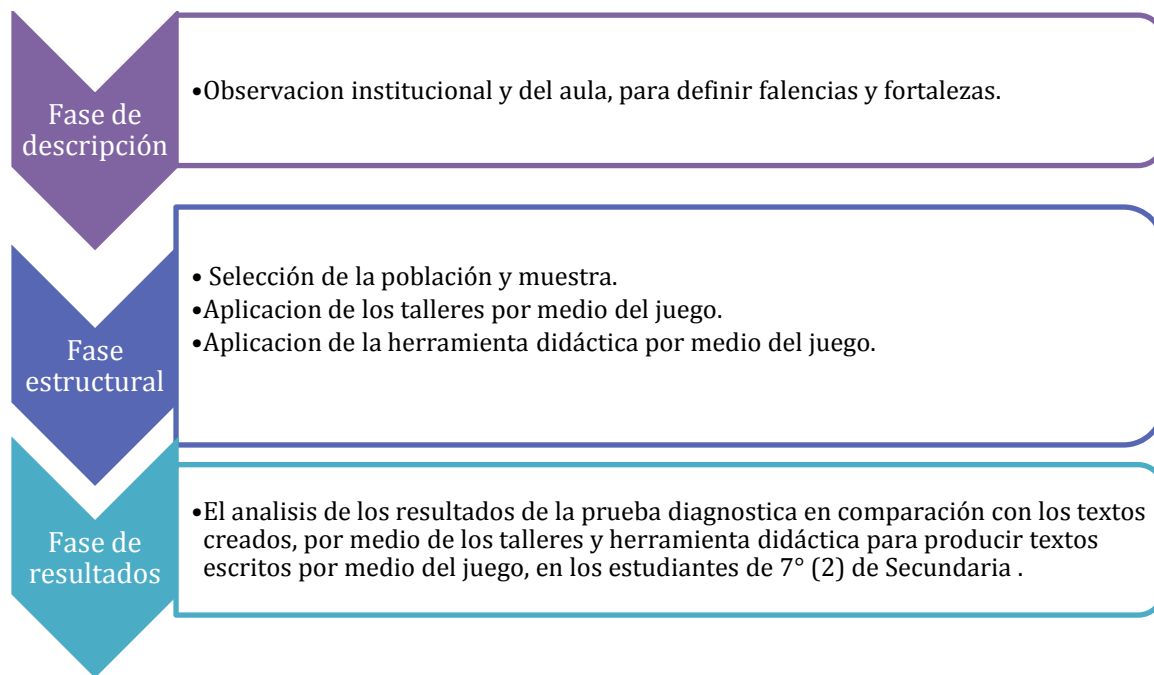 Fase de
descripción
•Observacion institucional y del aula, para definir falencias y fortalezas.
Fase
estructural
• Selección de la población y muestra.
•Aplicacion de los talleres por medio del juego.
•Aplicacion de la herramienta didáctica por medio del juego.
Fase de
resultados
•El analisis de los resultados de la prueba diagnostica en comparación con los textos
creados, por medio de los talleres y herramienta didáctica para producir textos
escritos por medio del juego, en los estudiantes de 7° (2) de Secundaria .